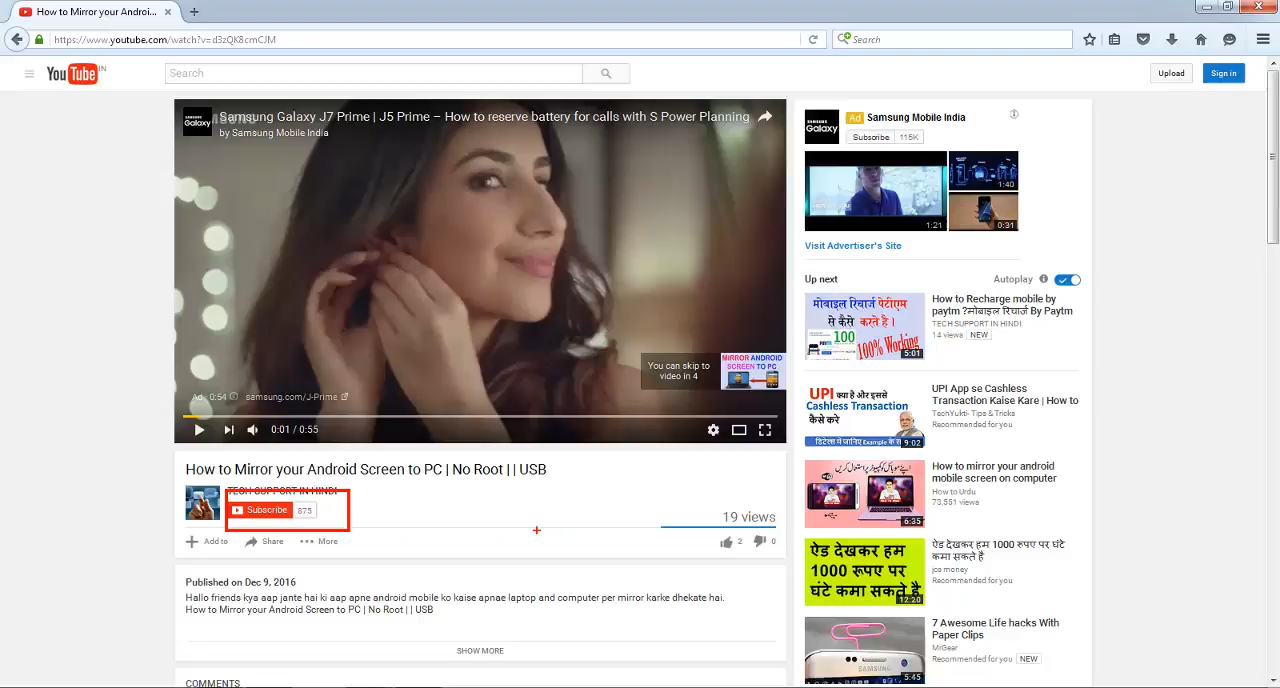 How to Mirror your Androi...
https://www.youtube.com/watch?v=d3zQK8cmCJM
Search
YouTube IN
Search
Upload
Sign in
SAMSUNG Galaxy
Samsung Galaxy J7 Prime | J5 Prime – How to reserve battery for calls with S Power Planning
by Samsung Mobile India
You can skip to
video in 4
MIRROR ANDROID
SCREEN TO PC
Ad · 0:54
samsung.com/J-Prime
0:01 / 0:55
How to Mirror your Android Screen to PC | No Root | | USB
TECH SUPPORT IN HINDI
Subscribe 875
19 views
Add to
Share
More
2
0
Published on Dec 9, 2016
Hello Friends kya aap jante hai ki aap apne android mobile ko kaise apnae laptop and computer per mirror karke dhekate hai.
How to Mirror your Android Screen to PC | No Root | | USB
SHOW MORE
COMMENTS
SAMSUNG Galaxy
Ad Samsung Mobile India
Subscribe 115K
1:21
1:40
0:31
Visit Advertiser's Site
Up next
Autoplay
मोबाइल रिचार्ज पेटीएम
से कैसे करते है ।
100
100% Working
5:01
How to Recharge mobile by
paytm ?मोबाइल रिचार्ज By Paytm
TECH SUPPORT IN HINDI
14 views NEW
UPI क्या है और इससे
Cashless Transaction
कैसे करे
9:02
UPI App se Cashless
Transaction Kaise Kare | How to
TechYukti- Tips & Tricks
Recommended for you
اپنے موبائل کو کمپیوٹر پر استعمال کریں
6:35
How to mirror your android
mobile screen on computer
How to Urdu
73,551 views
ऐड देखकर हम
1000 रूपए पर
घंटे कमा सकते है
12:20
ऐड देखकर हम 1000 रूपए पर घंटे
कमा सकते है
jos money
Recommended for you
SAMSUNG
5:45
7 Awesome Life hacks With
Paper Clips
MrGear
Recommended for you NEW